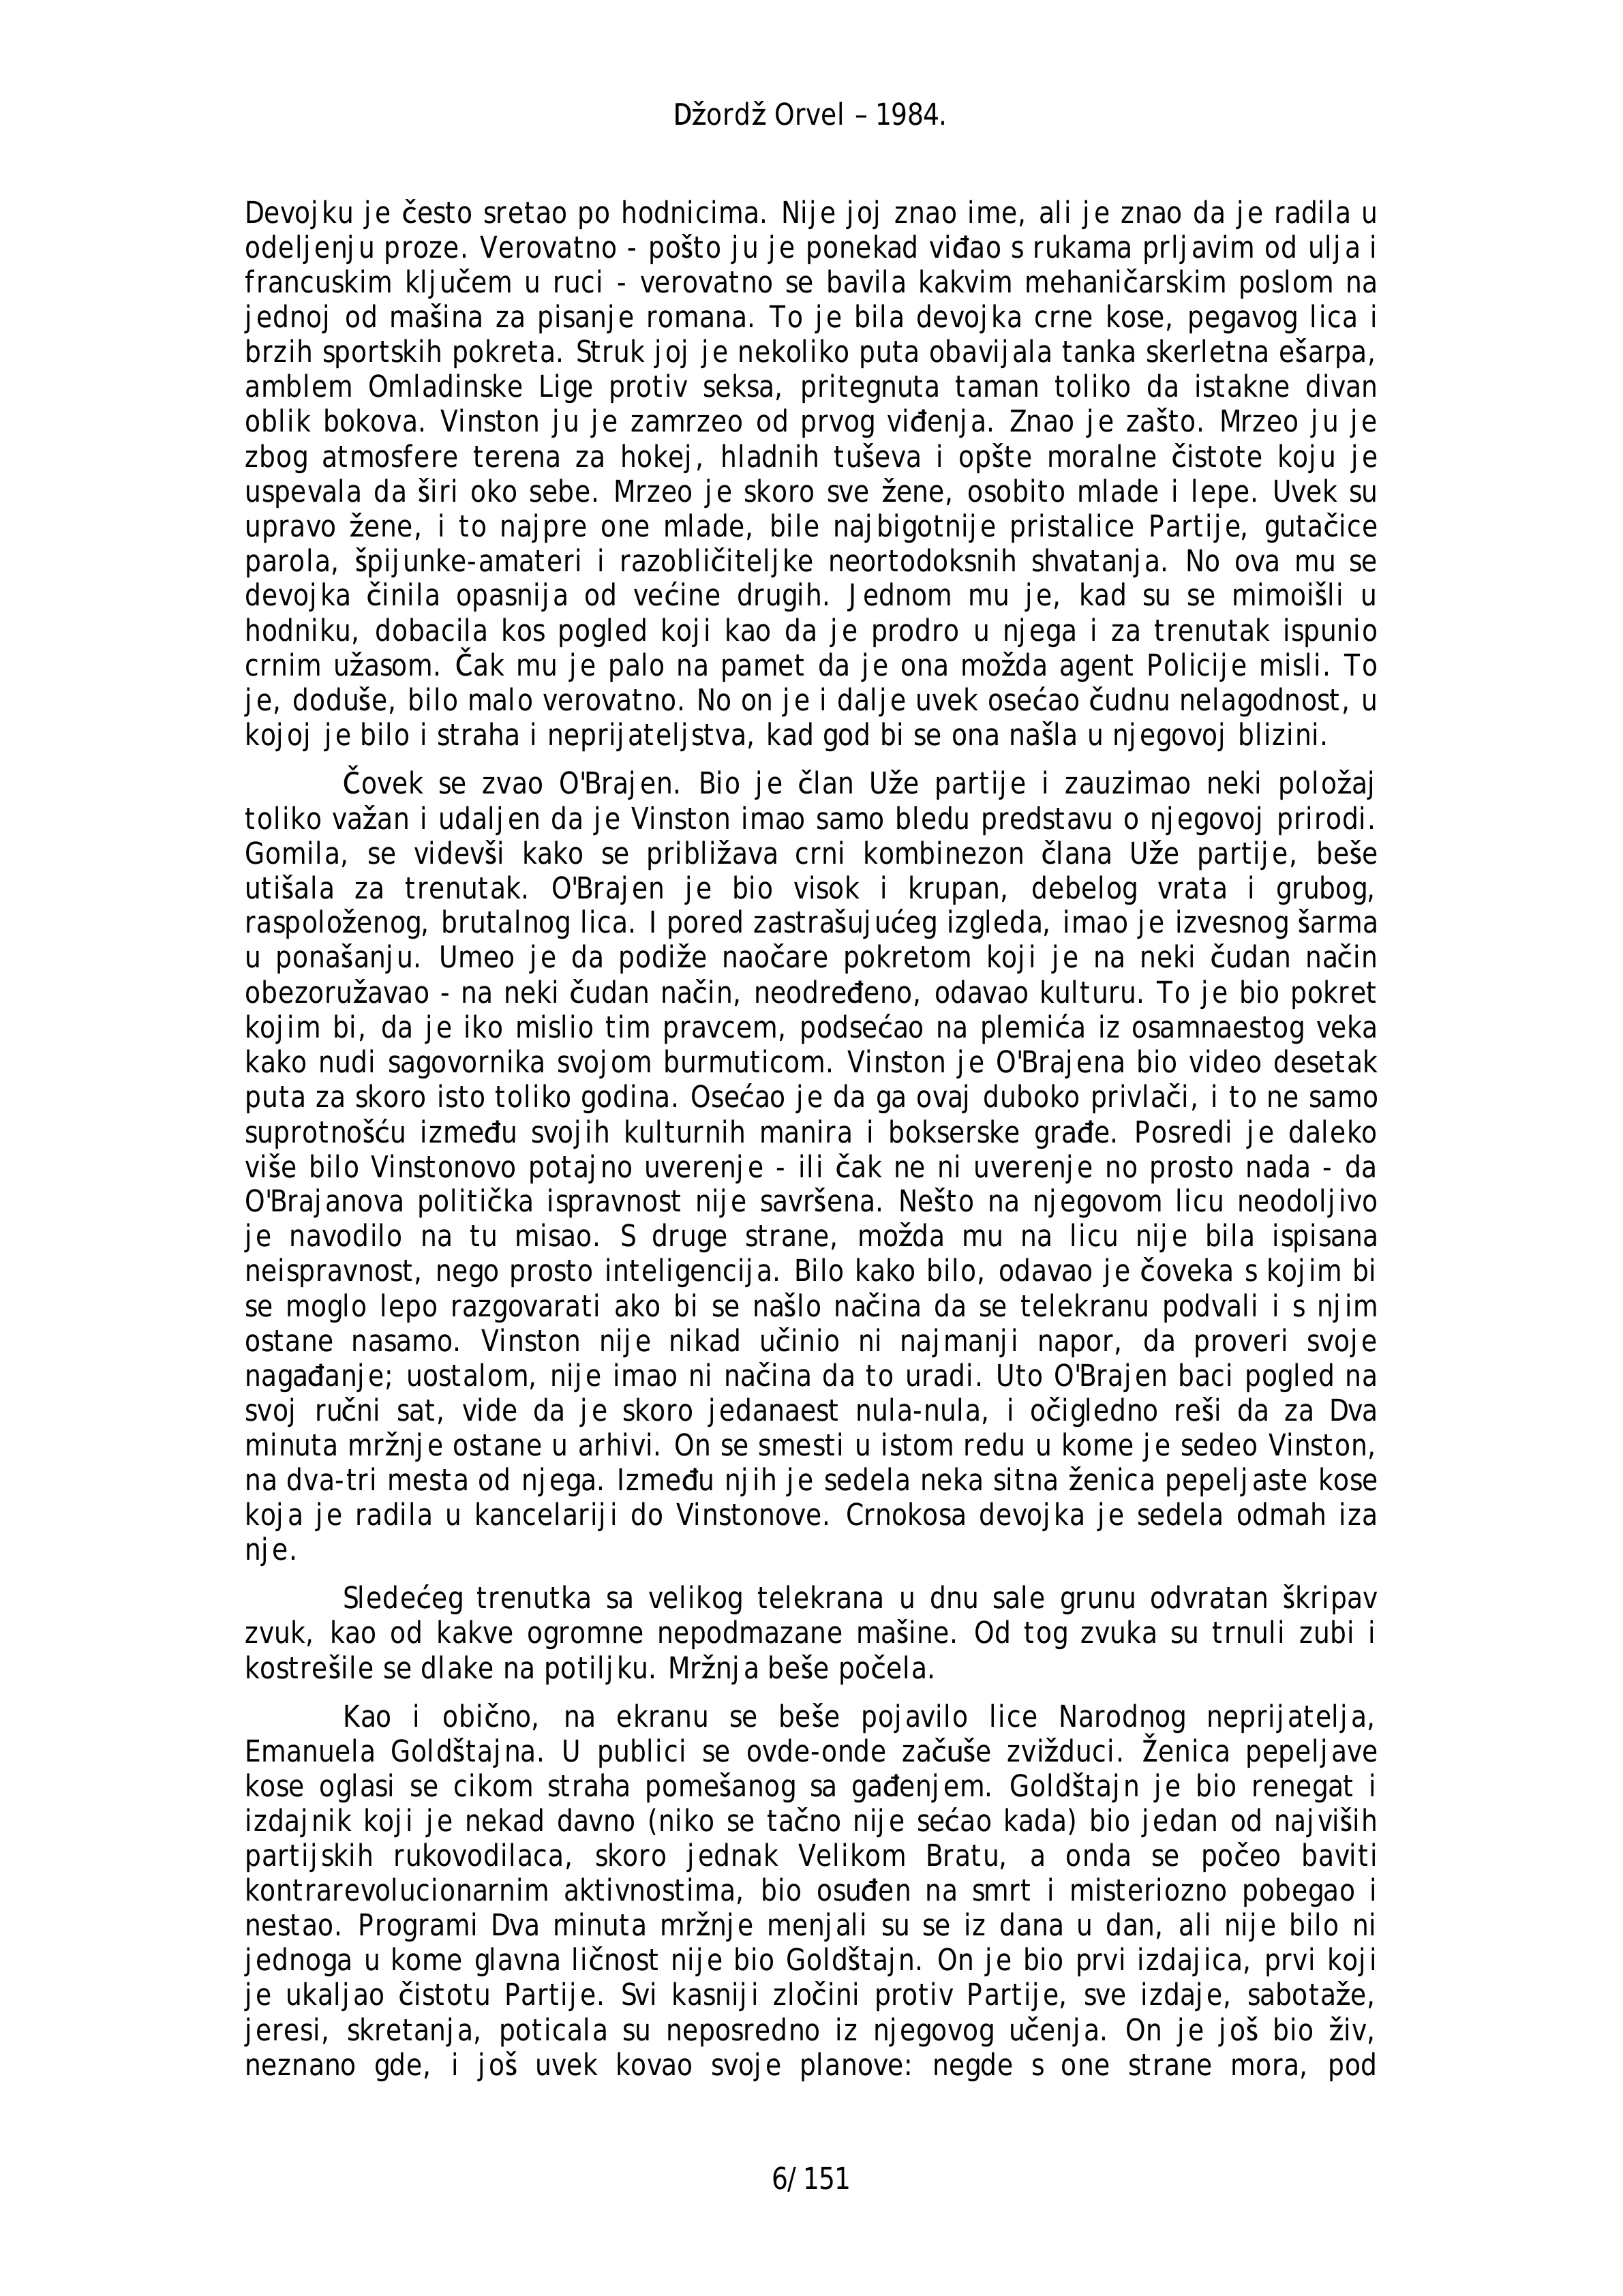 Džordž Orvel – 1984.
Devojku je često sretao po hodnicima. Nije joj znao ime, ali je znao da je radila u
odeljenju proze. Verovatno - pošto ju je ponekad viđao s rukama prljavim od ulja i
francuskim ključem u ruci - verovatno se bavila kakvim mehaničarskim poslom na
jednoj od mašina za pisanje romana. To je bila devojka crne kose, pegavog lica i
brzih sportskih pokreta. Struk joj je nekoliko puta obavijala tanka skerletna ešarpa,
amblem Omladinske Lige protiv seksa, pritegnuta taman toliko da istakne divan
oblik bokova. Vinston ju je zamrzeo od prvog viđenja. Znao je zašto. Mrzeo ju je
zbog atmosfere terena za hokej, hladnih tuševa i opšte moralne čistote koju je
uspevala da širi oko sebe. Mrzeo je skoro sve žene, osobito mlade i lepe. Uvek su
upravo žene, i to najpre one mlade, bile najbigotnije pristalice Partije, gutačice
parola, špijunke-amateri i razobličiteljke neortodoksnih shvatanja. No ova mu se
devojka činila opasnija od većine drugih. Jednom mu je, kad su se mimoišli u
hodniku, dobacila kos pogled koji kao da je prodro u njega i za trenutak ispunio
crnim užasom. Čak mu je palo na pamet da je ona možda agent Policije misli. To
je, doduše, bilo malo verovatno. No on je i dalje uvek osećao čudnu nelagodnost, u
kojoj je bilo i straha i neprijateljstva, kad god bi se ona našla u njegovoj blizini.
Čovek se zvao O'Brajen. Bio je član Uže partije i zauzimao neki položaj
toliko važan i udaljen da je Vinston imao samo bledu predstavu o njegovoj prirodi.
Gomila, se videvši kako se približava crni kombinezon člana Uže partije, beše
utišala za trenutak. O'Brajen je bio visok i krupan, debelog vrata i grubog,
raspoloženog, brutalnog lica. I pored zastrašujućeg izgleda, imao je izvesnog šarma
u ponašanju. Umeo je da podiže naočare pokretom koji je na neki čudan način
obezoružavao - na neki čudan način, neodređeno, odavao kulturu. To je bio pokret
kojim bi, da je iko mislio tim pravcem, podsećao na plemića iz osamnaestog veka
kako nudi sagovornika svojom burmuticom. Vinston je O'Brajena bio video desetak
puta za skoro isto toliko godina. Osećao je da ga ovaj duboko privlači, i to ne samo
suprotnošću između svojih kulturnih manira i bokserske građe. Posredi je daleko
više bilo Vinstonovo potajno uverenje - ili čak ne ni uverenje no prosto nada - da
O'Brajanova politička ispravnost nije savršena. Nešto na njegovom licu neodoljivo
je navodilo na tu misao. S druge strane, možda mu na licu nije bila ispisana
neispravnost, nego prosto inteligencija. Bilo kako bilo, odavao je čoveka s kojim bi
se moglo lepo razgovarati ako bi se našlo načina da se telekranu podvali i s njim
ostane nasamo. Vinston nije nikad učinio ni najmanji napor, da proveri svoje
nagađanje; uostalom, nije imao ni načina da to uradi. Uto O'Brajen baci pogled na
svoj ručni sat, vide da je skoro jedanaest nula-nula, i očigledno reši da za Dva
minuta mržnje ostane u arhivi. On se smesti u istom redu u kome je sedeo Vinston,
na dva-tri mesta od njega. Između njih je sedela neka sitna ženica pepeljaste kose
koja je radila u kancelariji do Vinstonove. Crnokosa devojka je sedela odmah iza
nje.
Sledećeg trenutka sa velikog telekrana u dnu sale grunu odvratan škripav
zvuk, kao od kakve ogromne nepodmazane mašine. Od tog zvuka su trnuli zubi i
kostrešile se dlake na potiljku. Mržnja beše počela.
Kao i obično, na ekranu se beše pojavilo lice Narodnog neprijatelja,
Emanuela Goldštajna. U publici se ovde-onde začuše zvižduci. Ženica pepeljave
kose oglasi se cikom straha pomešanog sa gađenjem. Goldštajn je bio renegat i
izdajnik koji je nekad davno (niko se tačno nije sećao kada) bio jedan od najviših
partijskih rukovodilaca, skoro jednak Velikom Bratu, a onda se počeo baviti
kontrarevolucionarnim aktivnostima, bio osuđen na smrt i misteriozno pobegao i
nestao. Programi Dva minuta mržnje menjali su se iz dana u dan, ali nije bilo ni
jednoga u kome glavna ličnost nije bio Goldštajn. On je bio prvi izdajica, prvi koji
je ukaljao čistotu Partije. Svi kasniji zločini protiv Partije, sve izdaje, sabotaže,
jeresi, skretanja, poticala su neposredno iz njegovog učenja. On je još bio živ,
neznano gde, i još uvek kovao svoje planove: negde s one strane mora, pod
6/151